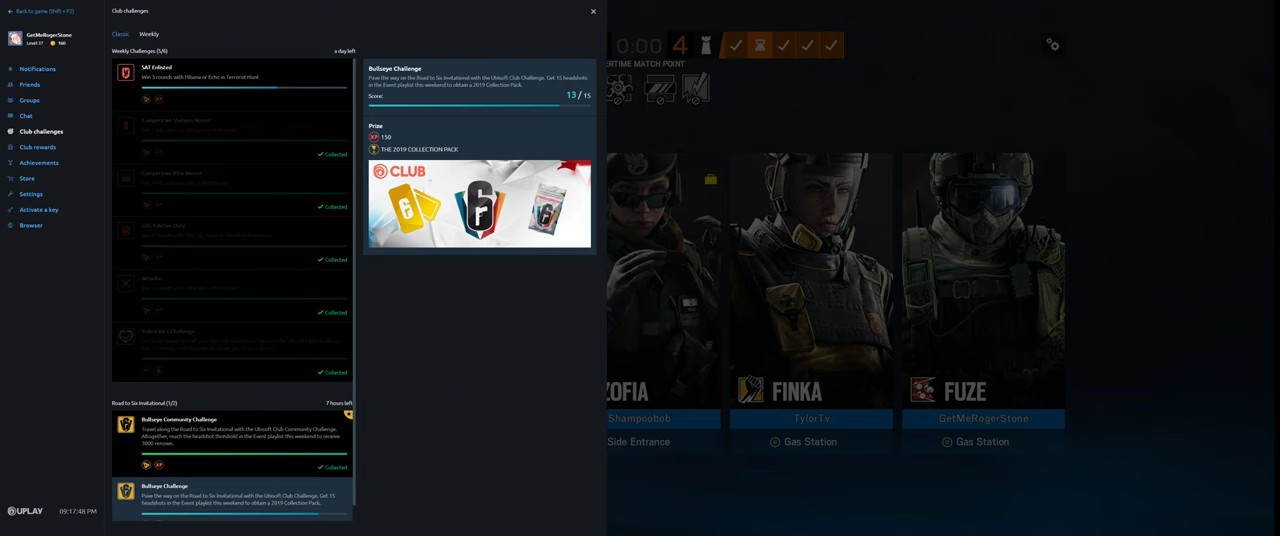 Back to game (Shift + F2)
GetMeRogerStone
Level 37
160
Notifications
Friends
Groups
Chat
Club challenges
Club rewards
Achievements
Store
Settings
Activate a key
Browser
UPLAY
09:17:48 PM
Club challenges
Classic
Weekly
Weekly Challenges (5/6)
a day left
SAT Enlisted
Win 3 rounds with Hibana or Echo in Terrorist Hunt
XP
Collected
Collected
Collected
Collected
Valentine's Challenge
Collected
Road to Six Invitational (1/2)
7 hours left
Bullseye Community Challenge
Travel along the Road to Six Invitational with the Ubisoft Club Community Challenge.
Altogether, reach the headshot threshold in the Event playlist this weekend to receive
3000 renown.
XP
Collected
Bullseye Challenge
Pave the way on the Road to Six Invitational with the Ubisoft Club Challenge. Get 15
headshots in the Event playlist this weekend to obtain a 2019 Collection Pack.
Bullseye Challenge
Pave the way on the Road to Six Invitational with the Ubisoft Club Challenge. Get 15 headshots
in the Event playlist this weekend to obtain a 2019 Collection Pack.
Score:
13 / 15
Prize
XP 150
THE 2019 COLLECTION PACK
CLUB
0:00 4
ERTIME MATCH POINT
ZOFIA
Shampoobob
Side Entrance
FINKA
TylorTv
Gas Station
FUZE
GetMeRogerStone
Gas Station